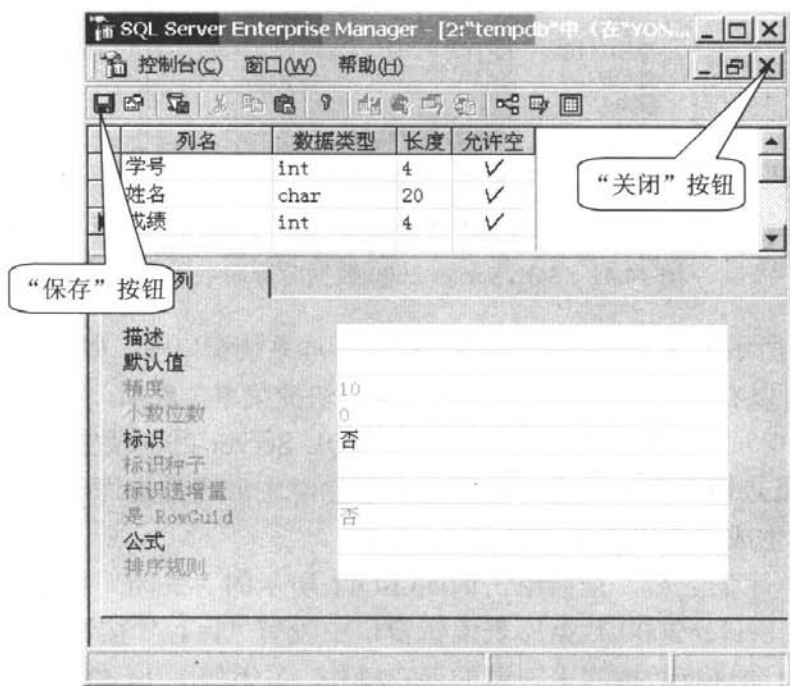 SQL Server Enterprise Manager - [2:"tempdb"中 (在"YON...
控制台(C) 窗口(W) 帮助(H)
列名 数据类型 长度 允许空
学号 int 4 ✓
姓名 char 20 ✓
成绩 int 4 ✓
“关闭”按钮
“保存”按钮
列
描述
默认值
精度 10
小数位数 0
标识 否
标识种子
标识递增量
是 RowGuid 否
公式
排序规则